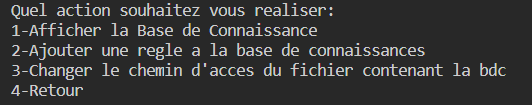 Quel action souhaitez vous realiser:
1-Afficher la Base de Connaissance
2-Ajouter une regle a la base de connaissances
3-Changer le chemin d'acces du fichier contenant la bdc
4-Retour